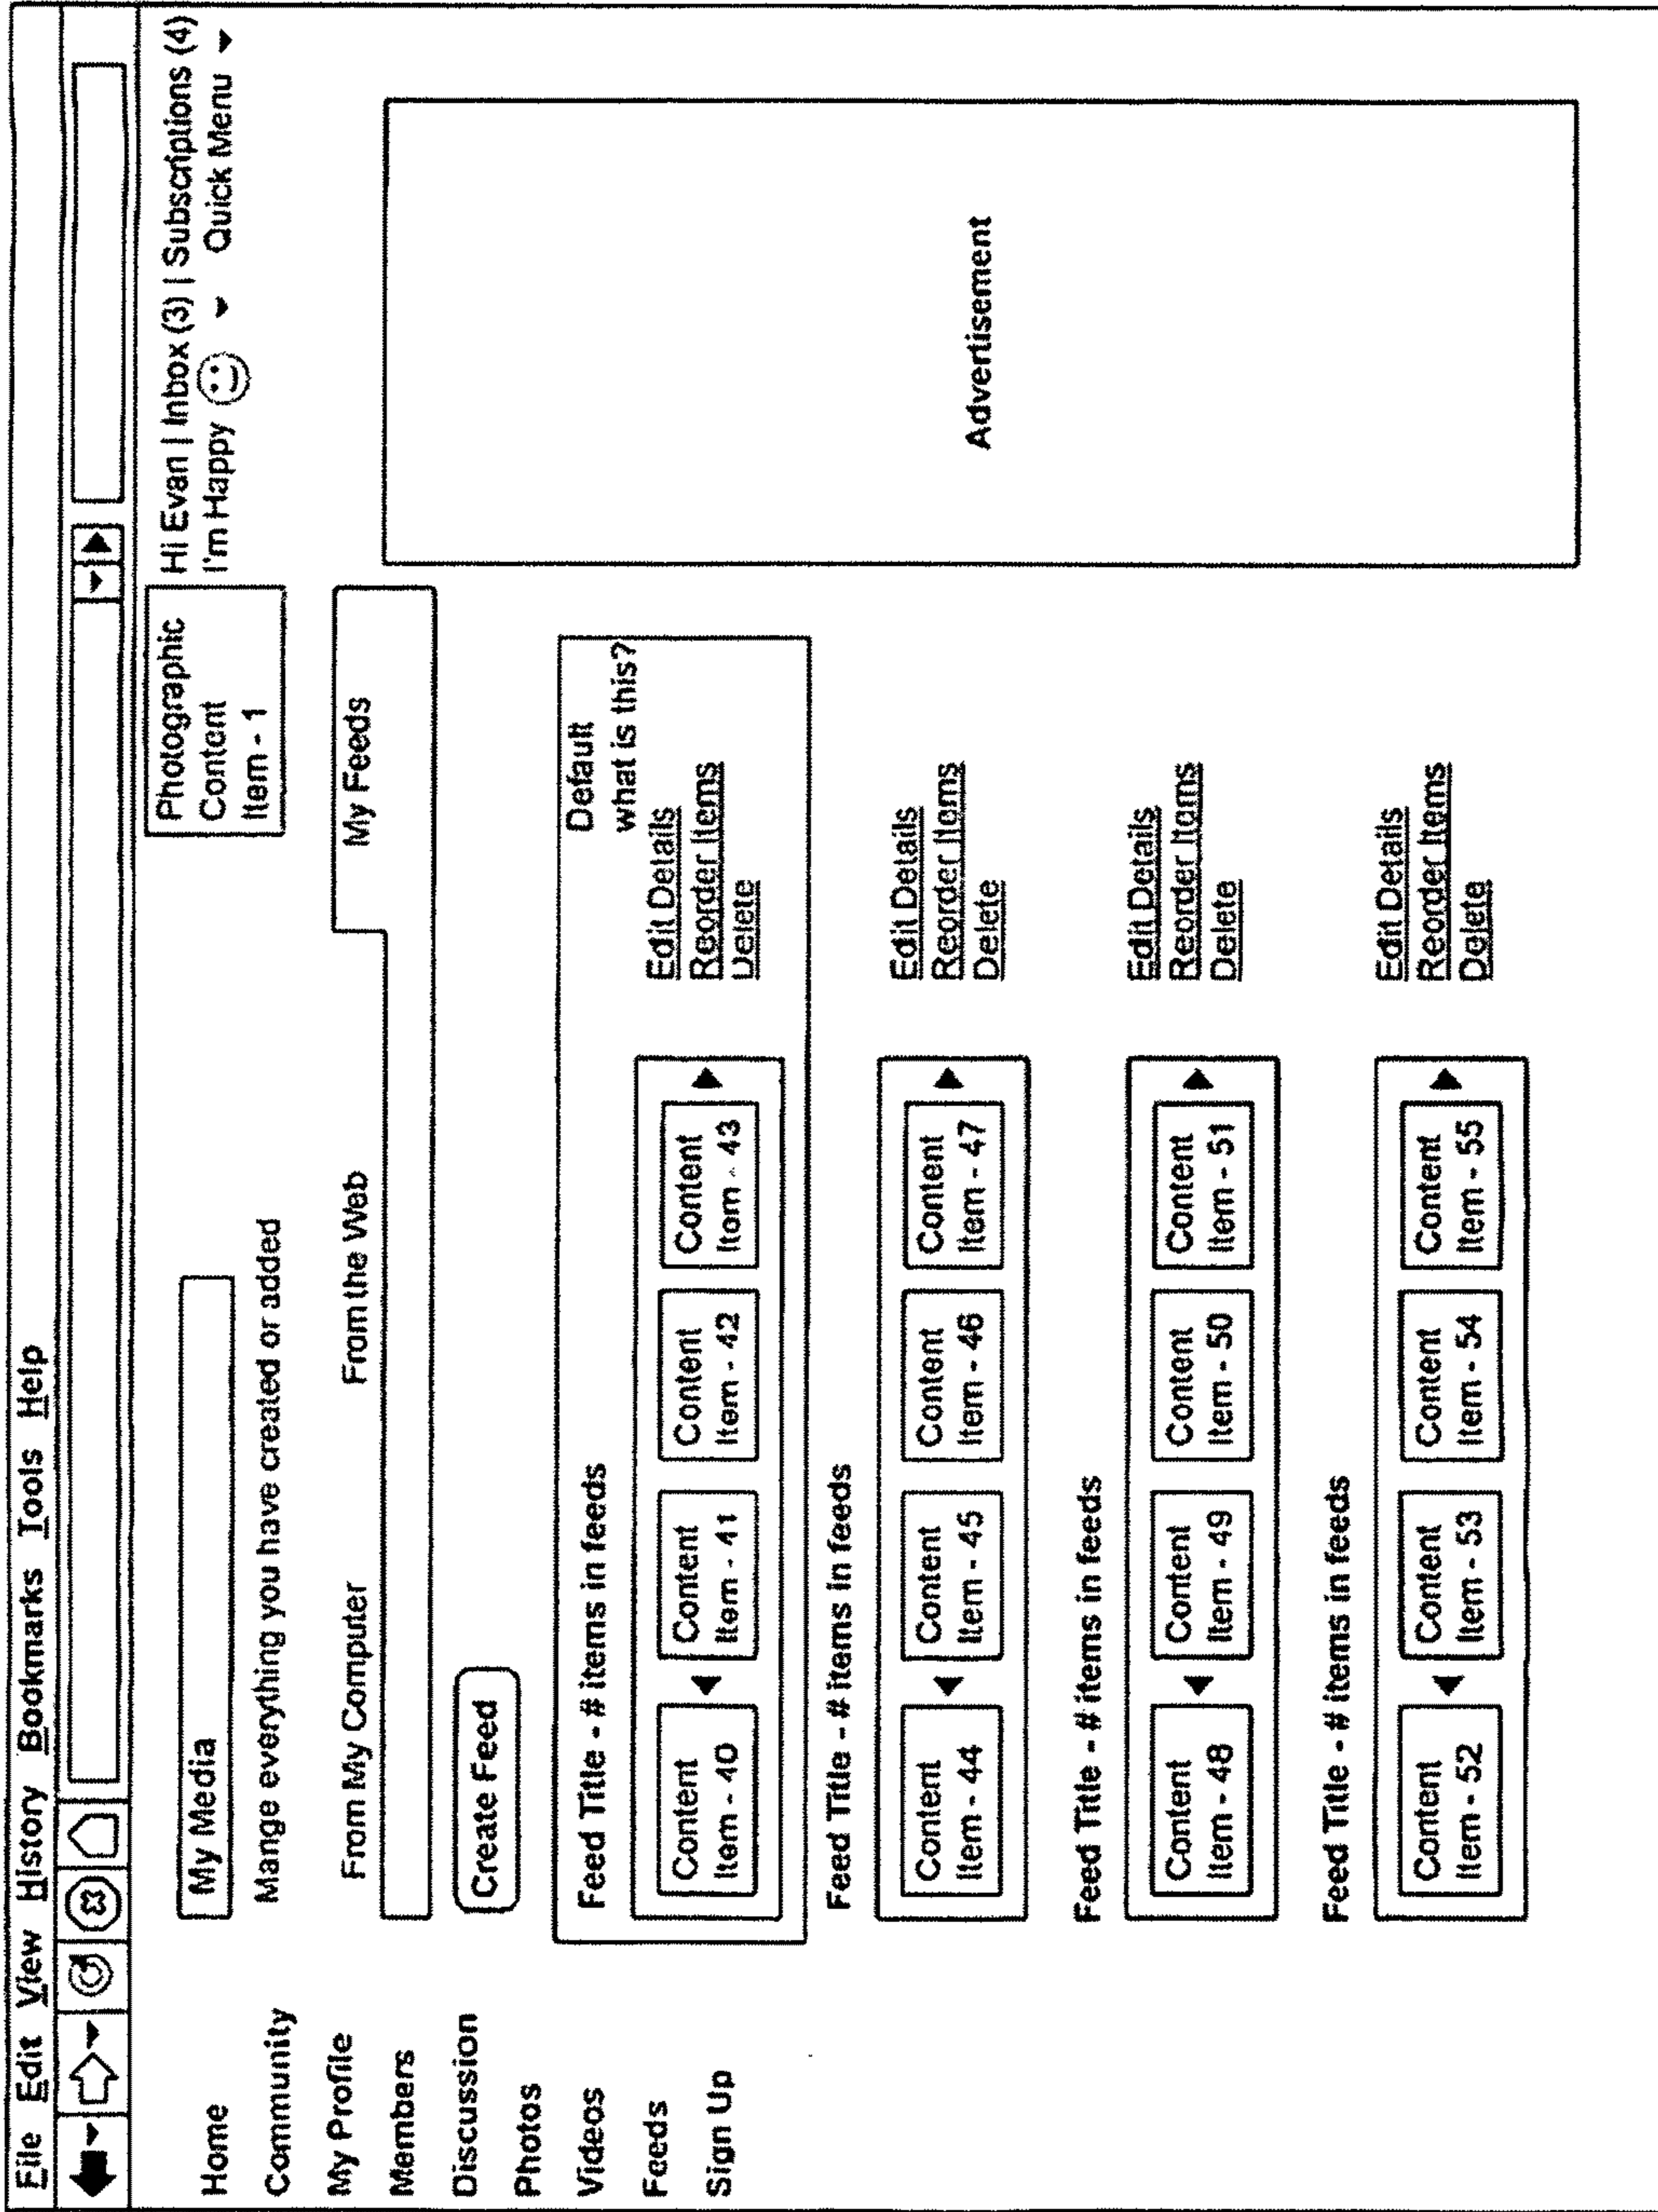 File Edit View History Bookmarks Tools Help
My Media
Photographic
Content
Item - 1
Hi Evan | Inbox (3) | Subscriptions (4)
I'm Happy Quick Menu
Mange everything you have created or added
Home
Community
My Profile
Members
Discussion
Photos
Videos
Feeds
Sign Up
From My Computer From the Web My Feeds
Create Feed
Advertisement
Default
what is this?
Feed Title - # items in feeds
Content
Item - 40
Content
Item - 41
Content
Item - 42
Content
Item - 43
Edit Details
Reorder Items
Delete
Feed Title - # items in feeds
Content
Item - 44
Content
Item - 45
Content
Item - 46
Content
Item - 47
Edit Details
Reorder Items
Delete
Feed Title - # items in feeds
Content
Item - 48
Content
Item - 49
Content
Item - 50
Content
Item - 51
Edit Details
Reorder Items
Delete
Feed Title - # items in feeds
Content
Item - 52
Content
Item - 53
Content
Item - 54
Content
Item - 55
Edit Details
Reorder Items
Delete